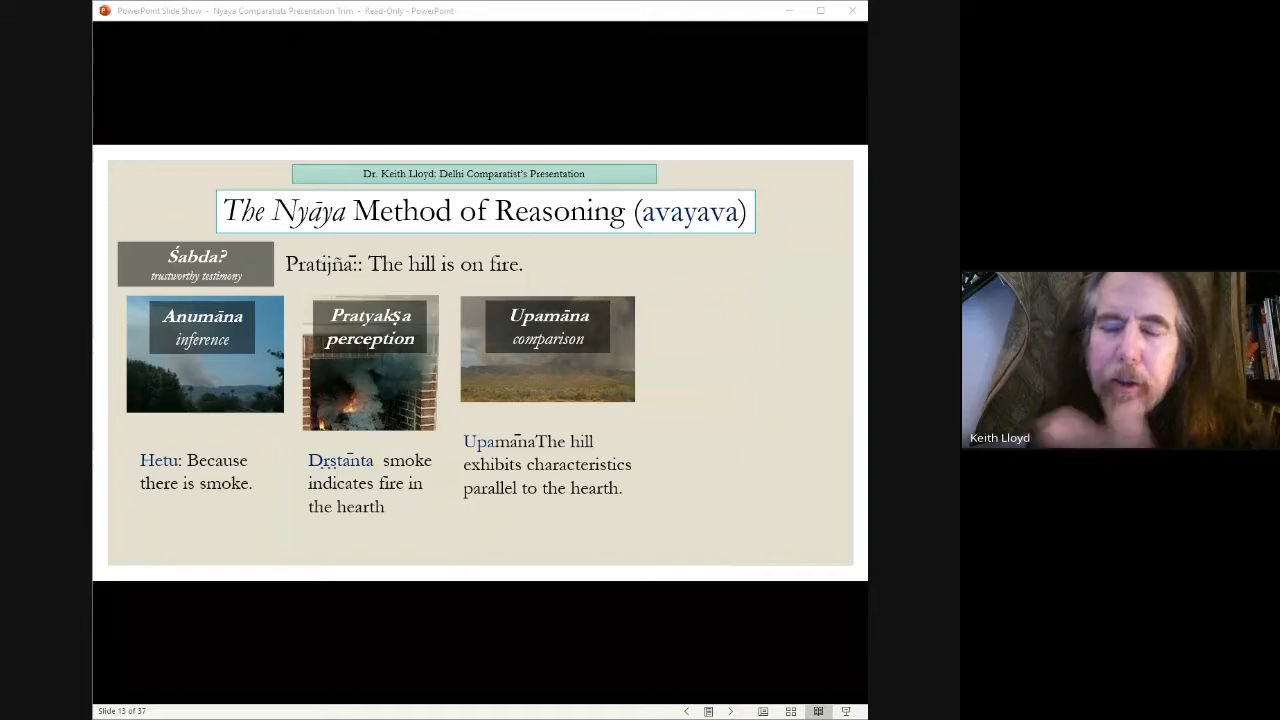 PowerPoint Slide Show - Nyaya Comparatists Presentation Trim - Read-Only - PowerPoint
Dr. Keith Lloyd: Delhi Comparatist's Presentation
The Nyāya Method of Reasoning (avayava)
Śabda?
trustworthy testimony
Pratijñā:: The hill is on fire.
Anumāna
inference
Pratyakṣa
perception
Upamāna
comparison
Hetu: Because
there is smoke.
Dṛṣṭānta smoke
indicates fire in
the hearth
UpamānaThe hill
exhibits characteristics
parallel to the hearth.
Keith Lloyd
Slide 13 of 37